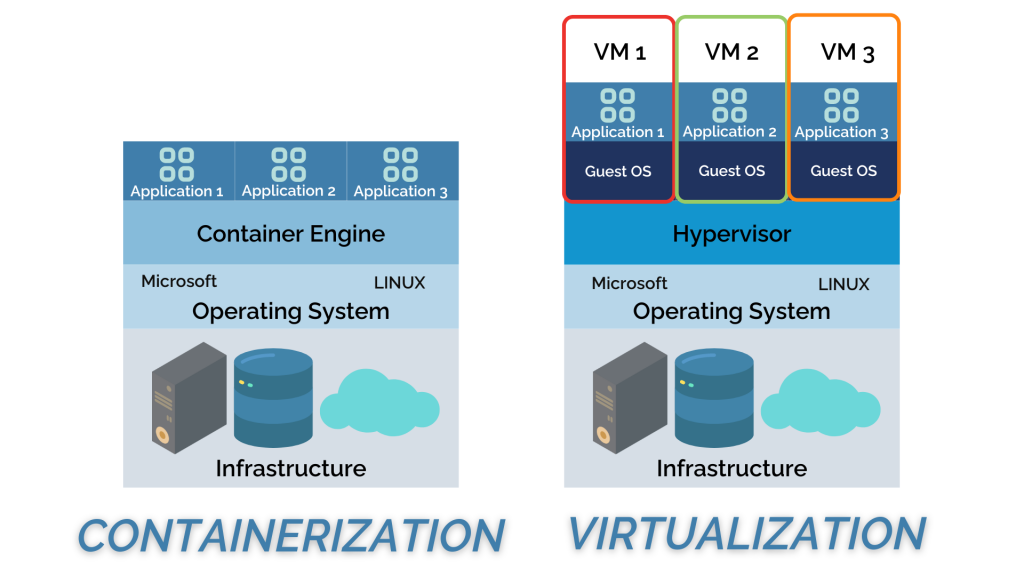 Application 1
Application 2
Application 3
Container Engine
Microsoft
LINUX
Operating System
Infrastructure
CONTAINERIZATION
VM 1
VM 2
VM 3
Application 1
Application 2
Application 3
Guest OS
Guest OS
Guest OS
Hypervisor
Microsoft
LINUX
Operating System
Infrastructure
VIRTUALIZATION